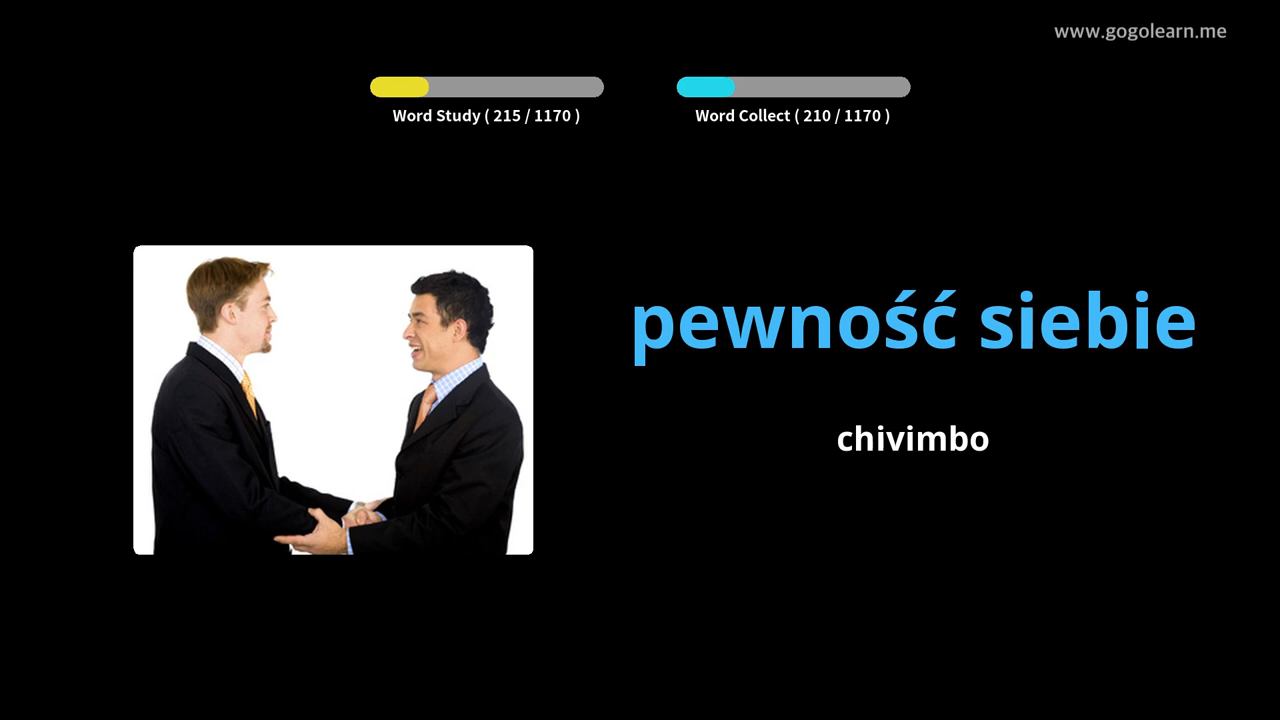 www.gogolearn.me
Word Study ( 215 / 1170 )
Word Collect ( 210 / 1170 )
pewność siebie
chivimbo